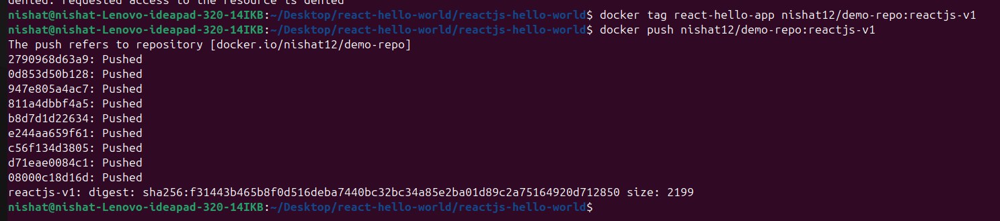 denied: requested access to the resource is denied
nishat@nishat-Lenovo-ideapad-320-14IKB:~/Desktop/react-hello-world/reactjs-hello-world$ docker tag react-hello-app nishat12/demo-repo:reactjs-v1
nishat@nishat-Lenovo-ideapad-320-14IKB:~/Desktop/react-hello-world/reactjs-hello-world$ docker push nishat12/demo-repo:reactjs-v1
The push refers to repository [docker.io/nishat12/demo-repo]
2790968d63a9: Pushed
0d853d50b128: Pushed
947e805a4ac7: Pushed
811a4dbbf4a5: Pushed
b8d7d1d22634: Pushed
e244aa659f61: Pushed
c56f134d3805: Pushed
d71eae0084c1: Pushed
08000c18d16d: Pushed
reactjs-v1: digest: sha256:f31443b465b8f0d516deba7440bc32bc34a85e2ba01d89c2a75164920d712850 size: 2199
nishat@nishat-Lenovo-ideapad-320-14IKB:~/Desktop/react-hello-world/reactjs-hello-world$